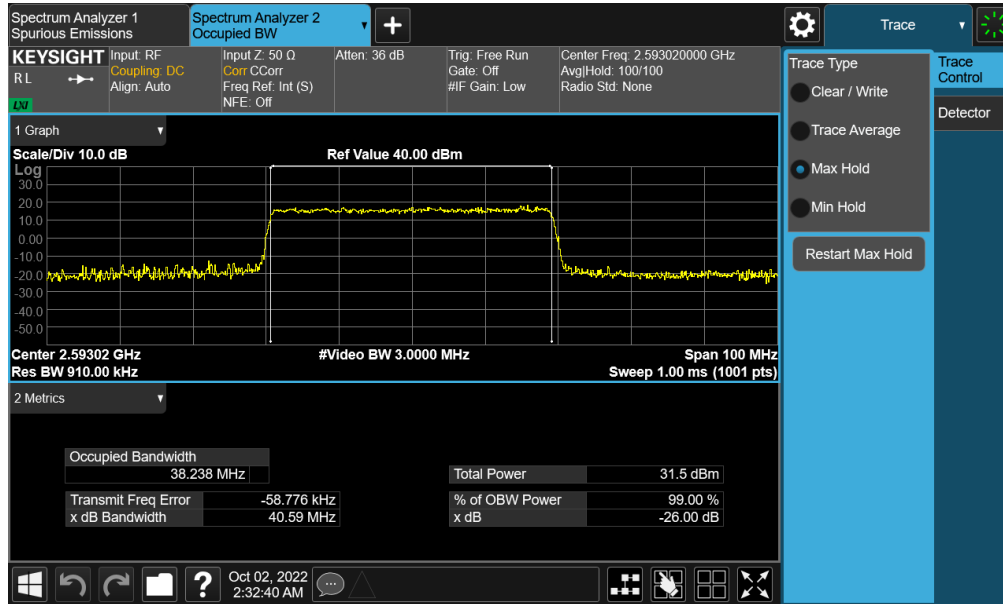 Spectrum Analyzer 1
Spurious Emissions
Spectrum Analyzer 2
Occupied BW
Trace
KEYSIGHT
R L
LXI
Input: RF
Coupling: DC
Align: Auto
Input Z: 50 Ω
Corr CCorr
Freq Ref: Int (S)
NFE: Off
Atten: 36 dB
Trig: Free Run
Gate: Off
#IF Gain: Low
Center Freq: 2.593020000 GHz
Avg|Hold: 100/100
Radio Std: None
1 Graph
Scale/Div 10.0 dB
Ref Value 40.00 dBm
Log
30.0
20.0
10.0
0.00
-10.0
-20.0
-30.0
-40.0
-50.0
Center 2.59302 GHz
#Video BW 3.0000 MHz
Span 100 MHz
Res BW 910.00 kHz
Sweep 1.00 ms (1001 pts)
2 Metrics
Occupied Bandwidth
38.238 MHz
Total Power 31.5 dBm
Transmit Freq Error -58.776 kHz
% of OBW Power 99.00 %
x dB Bandwidth 40.59 MHz
x dB -26.00 dB
Oct 02, 2022
2:32:40 AM
Trace Type
Clear / Write
Trace Average
Max Hold
Min Hold
Restart Max Hold
Trace
Control
Detector